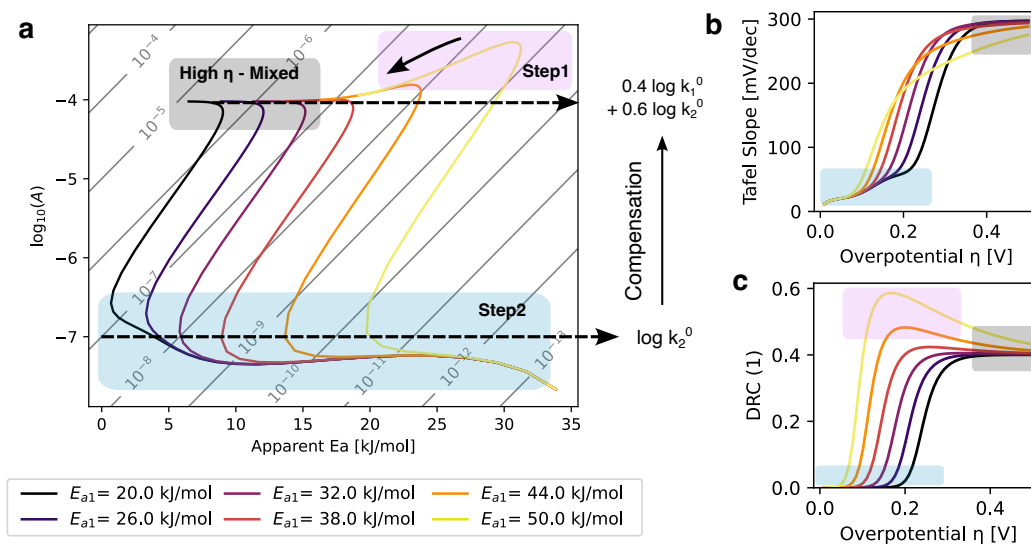 a
10⁻⁴
10⁻⁶
10⁻⁵
High η - Mixed
Step1
−4
−5
−6
−7
log₁₀(A)
10⁻⁷
10⁻⁸
10⁻⁹
10⁻¹⁰
10⁻¹¹
10⁻¹²
10⁻¹³
Step2
0 5 10 15 20 25 30 35
Apparent Ea [kJ/mol]
0.4 log k₁⁰
+ 0.6 log k₂⁰
Compensation
log k₂⁰
Eₐ₁= 20.0 kJ/mol
Eₐ₁= 26.0 kJ/mol
Eₐ₁= 32.0 kJ/mol
Eₐ₁= 38.0 kJ/mol
Eₐ₁= 44.0 kJ/mol
Eₐ₁= 50.0 kJ/mol
b
Tafel Slope [mV/dec]
300
200
100
0
0.0 0.2 0.4
Overpotential η [V]
c
DRC (1)
0.6
0.4
0.2
0.0
0.0 0.2 0.4
Overpotential η [V]